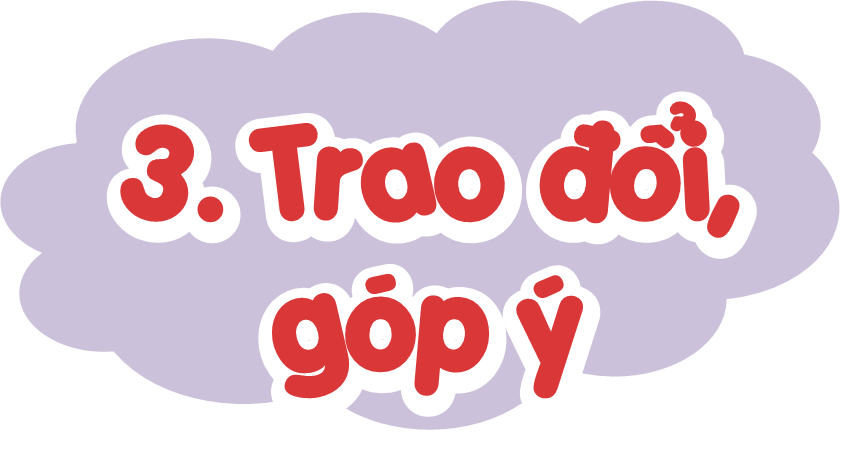 3. Trao đổi,
góp ý